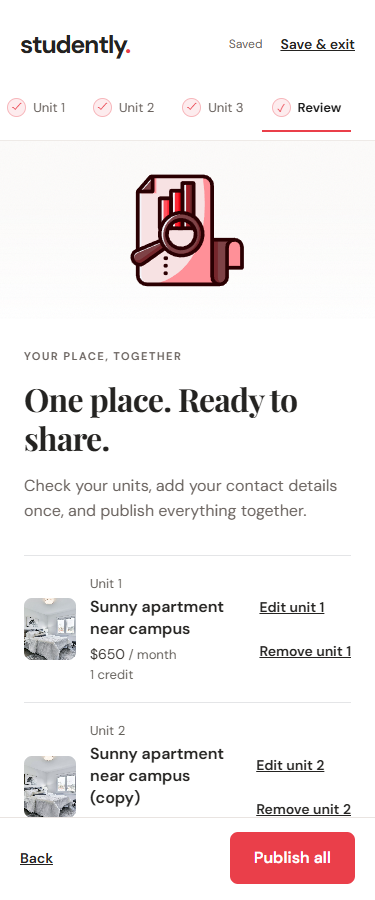 studently.
Saved
Save & exit
Unit 1
Unit 2
Unit 3
Review
YOUR PLACE, TOGETHER
One place. Ready to
share.
Check your units, add your contact details
once, and publish everything together.
Unit 1
Sunny apartment
near campus
$650 / month
1 credit
Edit unit 1
Remove unit 1
Unit 2
Sunny apartment
near campus
(copy)
Edit unit 2
Remove unit 2
Back
Publish all